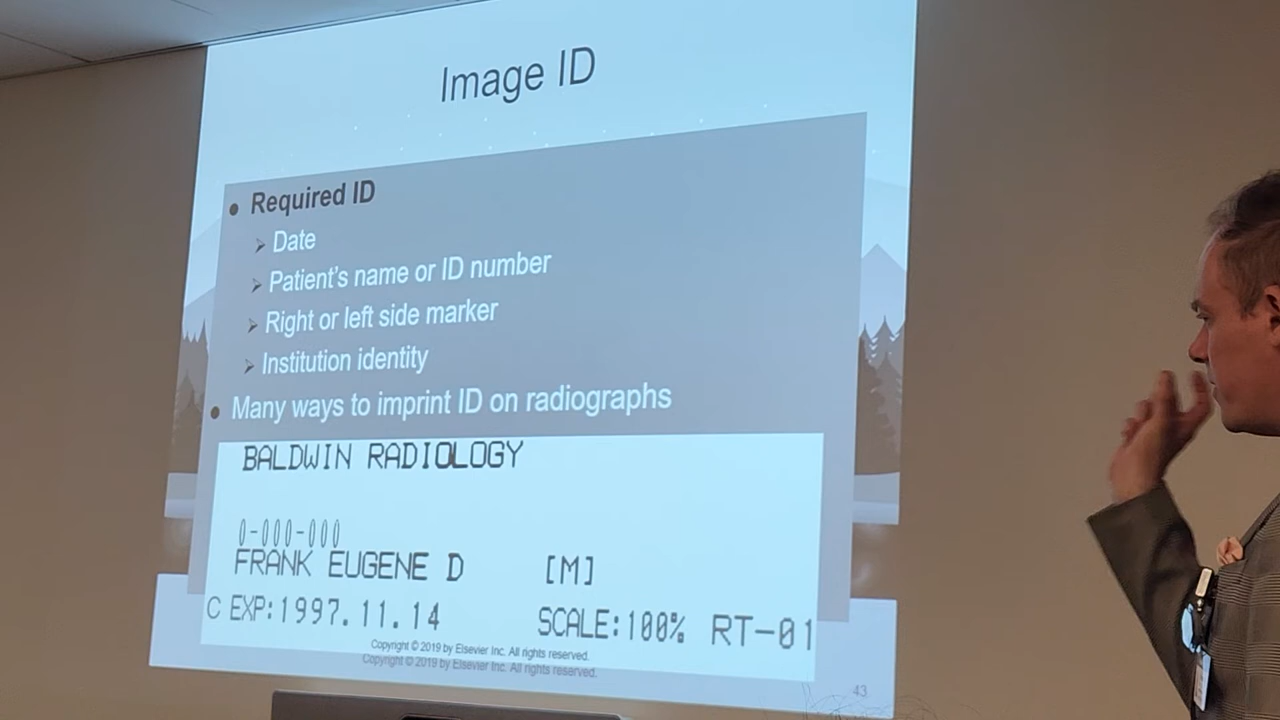 Image ID
• Required ID
➢ Date
➢ Patient's name or ID number
➢ Right or left side marker
➢ Institution identity
• Many ways to imprint ID on radiographs
BALDWIN RADIOLOGY
0-000-000
FRANK EUGENE D [M]
C EXP:1997.11.14 SCALE:100% RT-01
Copyright © 2019 by Elsevier Inc. All rights reserved.
Copyright © 2019 by Elsevier Inc. All rights reserved.
43